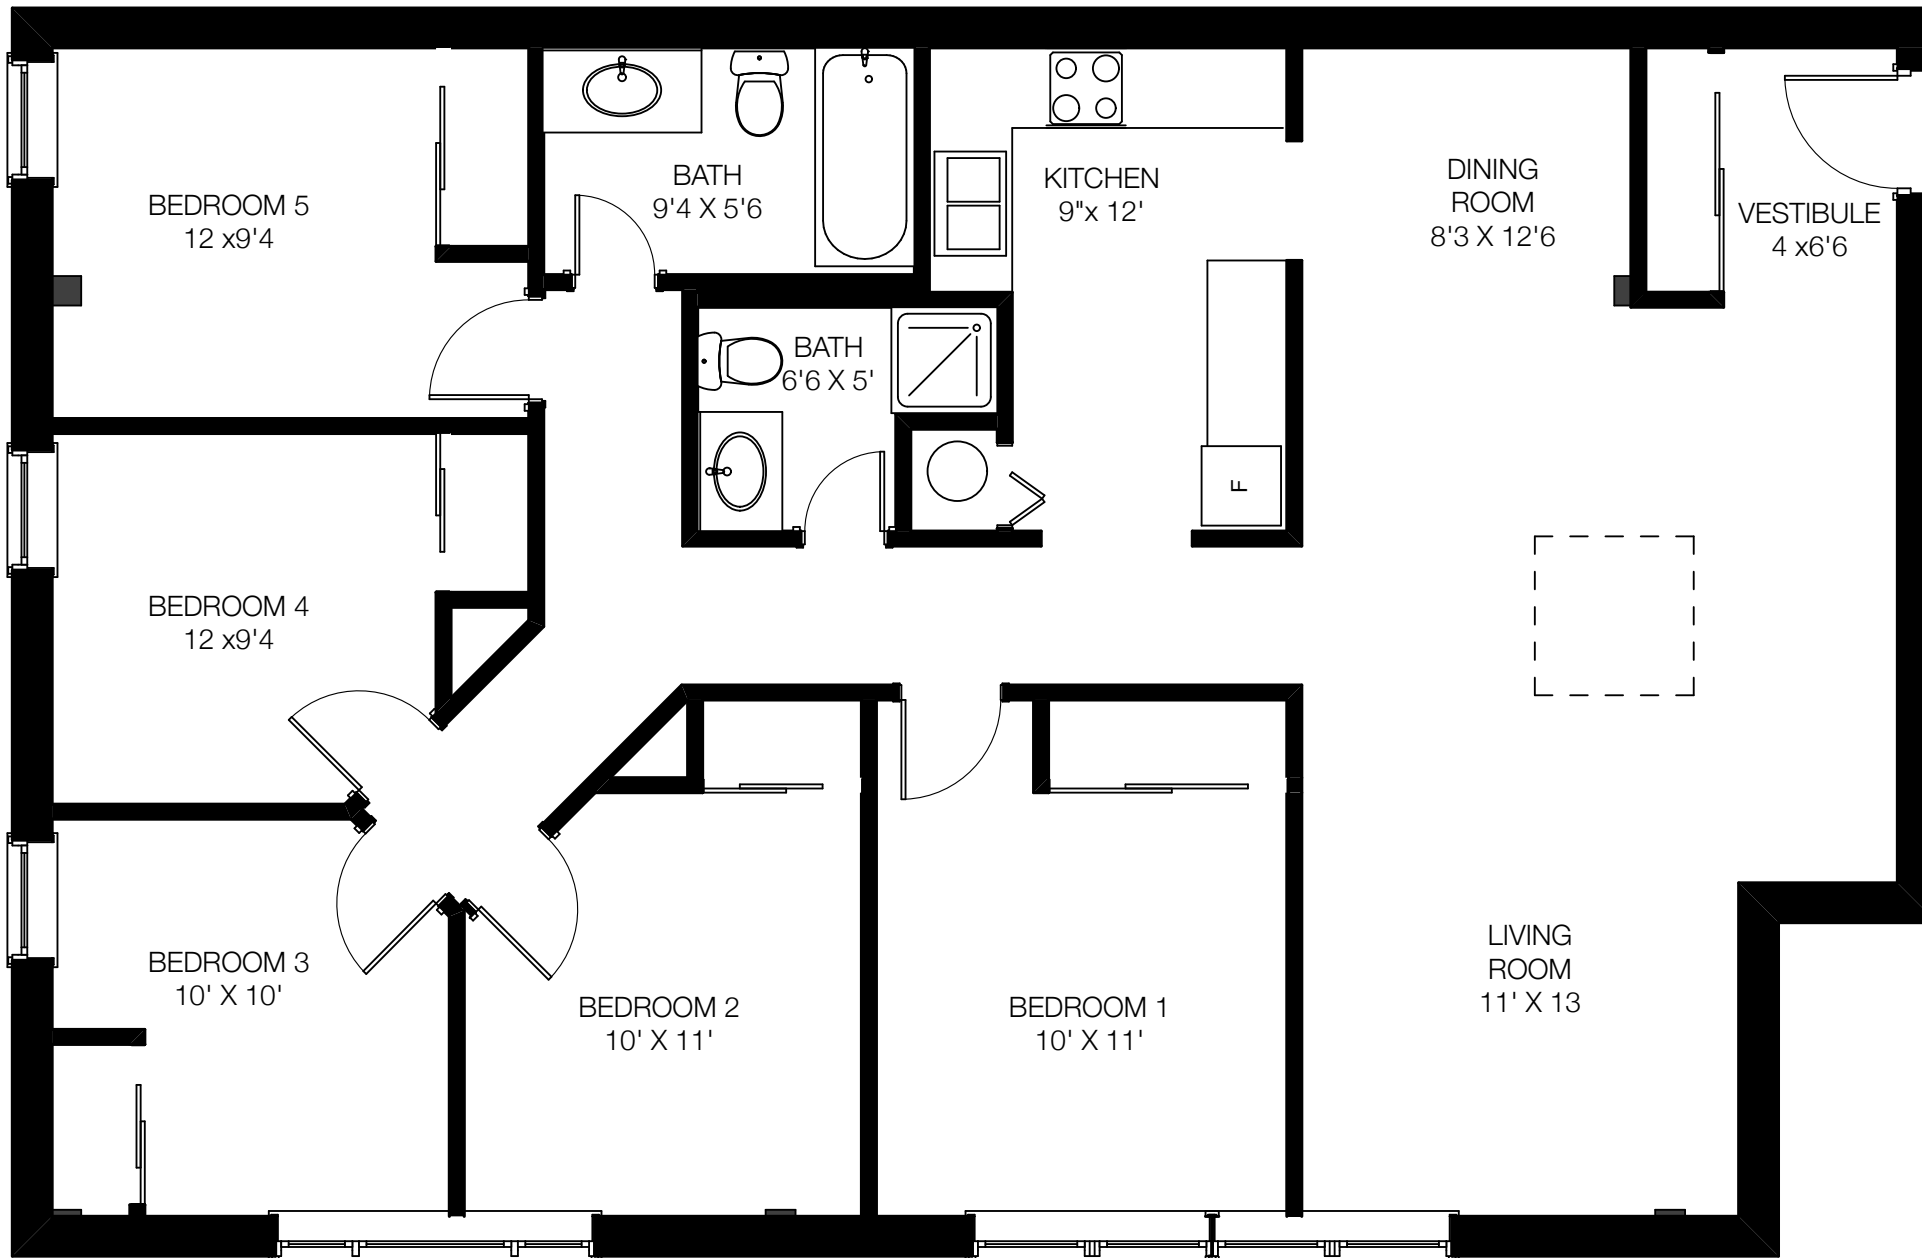 BEDROOM 5
12 x9'4
BATH
9'4 X 5'6
KITCHEN
9"x 12'
DINING
ROOM
8'3 X 12'6
VESTIBULE
4 x6'6
BATH
6'6 X 5'
F
BEDROOM 4
12 x9'4
BEDROOM 3
10' X 10'
BEDROOM 2
10' X 11'
BEDROOM 1
10' X 11'
LIVING
ROOM
11' X 13